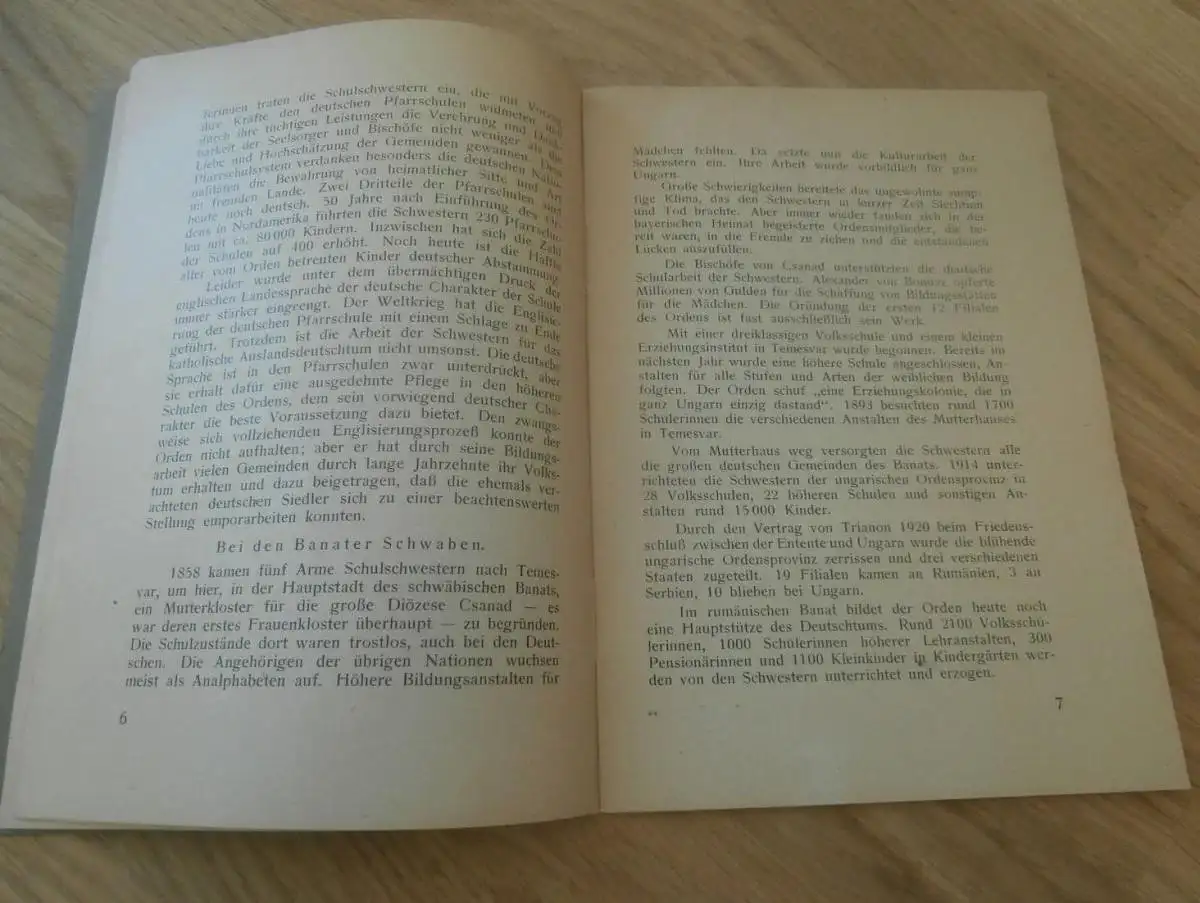 ferinnen traten die Schulschwestern ein, die mit
ihre Kräfte den deutschen Pfarrschulen widmeten und
durch ihre tüchtigen Leistungen die Verehrung und Dank-
barkeit der Seelsorger und Bischöfe nicht weniger als die
Liebe und Hochschätzung der Gemeinden gewannen. Dem
Pfarrschulsystem verdanken besonders die deutschen Natio-
nalitäten die Bewahrung von heimatlicher Sitte und Art
im fremden Lande. Zwei Dritteile der Pfarrschulen sind
heute noch deutsch. 50 Jahre nach Einführung des Or-
dens in Nordamerika führten die Schwestern 230 Pfarrschu-
len mit ca. 80000 Kindern. Inzwischen hat sich die Zahl
der Schulen auf 400 erhöht. Noch heute ist die Hälfte
aller vom Orden betreuten Kinder deutscher Abstammung.
Leider wurde unter dem übermächtigen Druck der
englischen Landessprache der deutsche Charakter der Schule
immer stärker eingeengt. Der Weltkrieg hat die Englisie-
rung der deutschen Pfarrschule mit einem Schlage zu Ende
geführt. Trotzdem ist die Arbeit der Schwestern für das
katholische Auslandsdeutschtum nicht umsonst. Die deutsche
Sprache ist in den Pfarrschulen zwar unterdrückt, aber
sie erhält dafür eine ausgedehnte Pflege in den höheren
Schulen des Ordens, dem sein vorwiegend deutscher Cha-
rakter die beste Voraussetzung dazu bietet. Den zwangs-
weise sich vollziehenden Englisierungsprozeß konnte der
Orden nicht aufhalten; aber er hat durch seine Bildungs-
arbeit vielen Gemeinden durch lange Jahrzehnte ihr Volks-
tum erhalten und dazu beigetragen, daß die ehemals ver-
achteten deutschen Siedler sich zu einer beachtenswerten
Stellung emporarbeiten konnten.
Bei den Banater Schwaben.
1858 kamen fünf Arme Schulschwestern nach Temes-
var, um hier, in der Hauptstadt des schwäbischen Banats,
ein Mutterkloster für die große Diözese Csanad — es
war deren erstes Frauenkloster überhaupt — zu begründen.
Die Schulzustände dort waren trostlos, auch bei den Deut-
schen. Die Angehörigen der übrigen Nationen wuchsen
meist als Analphabeten auf. Höhere Bildungsanstalten für
6
Mädchen fehlten. Da setzte nun die Kulturarbeit der
Schwestern ein. Ihre Arbeit wurde vorbildlich für ganz
Ungarn.
Große Schwierigkeiten bereitete das ungewohnte sump-
fige Klima, das den Schwestern in kurzer Zeit Siechtum
und Tod brachte. Aber immer wieder fanden sich in der
bayerischen Heimat begeisterte Ordensmitglieder, die be-
reit waren, in die Fremde zu ziehen und die entstandenen
Lücken auszufüllen.
Die Bischöfe von Csanad unterstützten die deutsche
Schularbeit der Schwestern. Alexander von Bonazz opferte
Millionen von Gulden für die Schaffung von Bildungsstätten
für die Mädchen. Die Gründung der ersten 12 Filialen
des Ordens ist fast ausschließlich sein Werk.
Mit einer dreiklassigen Volksschule und einem kleinen
Erziehungsinstitut in Temesvar wurde begonnen. Bereits im
nächsten Jahr wurde eine höhere Schule angeschlossen, An-
stalten für alle Stufen und Arten der weiblichen Bildung
folgten. Der Orden schuf „eine Erziehungskolonie, die in
ganz Ungarn einzig dastand“. 1893 besuchten rund 1700
Schülerinnen die verschiedenen Anstalten des Mutterhauses
in Temesvar.
Vom Mutterhaus weg versorgten die Schwestern alle
die großen deutschen Gemeinden des Banats. 1914 unter-
richteten die Schwestern der ungarischen Ordensprovinz in
28 Volksschulen, 22 höheren Schulen und sonstigen An-
stalten rund 15000 Kinder.
Durch den Vertrag von Trianon 1920 beim Friedens-
schluß zwischen der Entente und Ungarn wurde die blühende
ungarische Ordensprovinz zerrissen und drei verschiedenen
Staaten zugeteilt. 19 Filialen kamen an Rumänien, 3 an
Serbien, 10 blieben bei Ungarn.
Im rumänischen Banat bildet der Orden heute noch
eine Hauptstütze des Deutschtums. Rund 2100 Volksschü-
lerinnen, 1000 Schülerinnen höherer Lehranstalten, 300
Pensionärinnen und 1100 Kleinkinder in Kindergärten wer-
den von den Schwestern unterrichtet und erzogen.
**
7